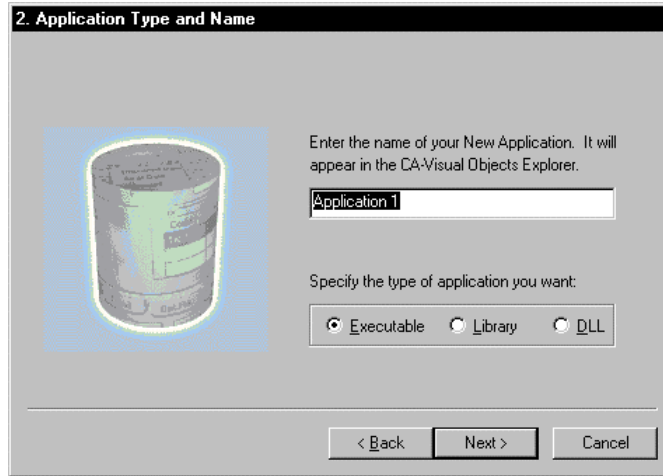 2. Application Type and Name
Enter the name of your New Application. It will
appear in the CA-Visual Objects Explorer.
Application 1
Specify the type of application you want:
Executable Library DLL
< Back Next > Cancel